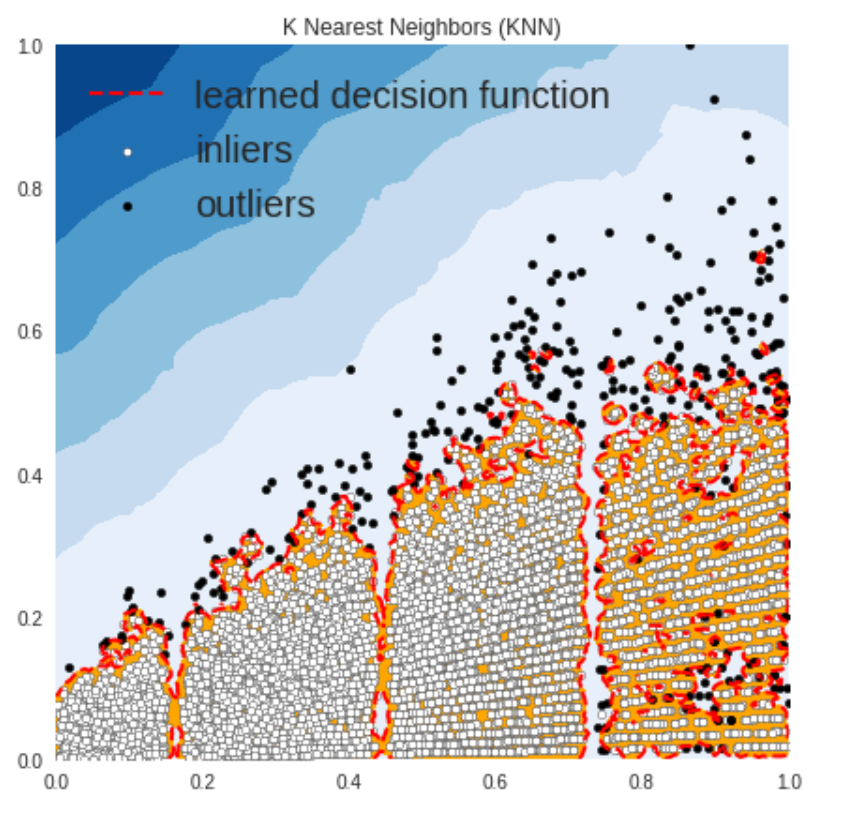 K Nearest Neighbors (KNN)
1.0
0.8
0.6
0.4
0.2
0.0
learned decision function
inliers
outliers
0.0 0.2 0.4 0.6 0.8 1.0